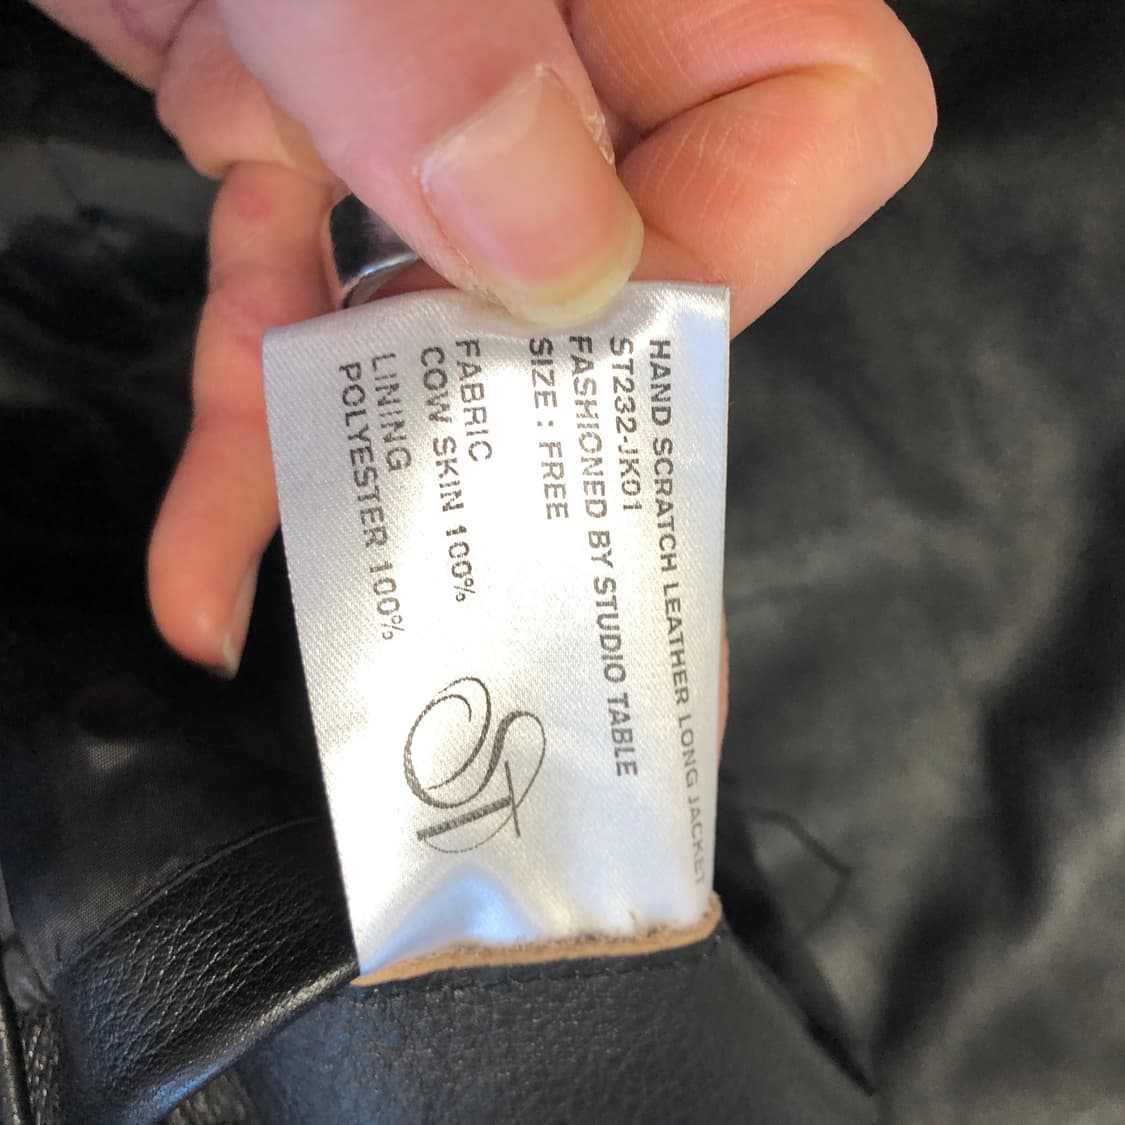 HAND SCRATCH LEATHER LONG JACKET
ST232-JK01
FASHIONED BY STUDIO TABLE
SIZE : FREE
FABRIC
COW SKIN 100%
LINING
POLYESTER 100%
ST